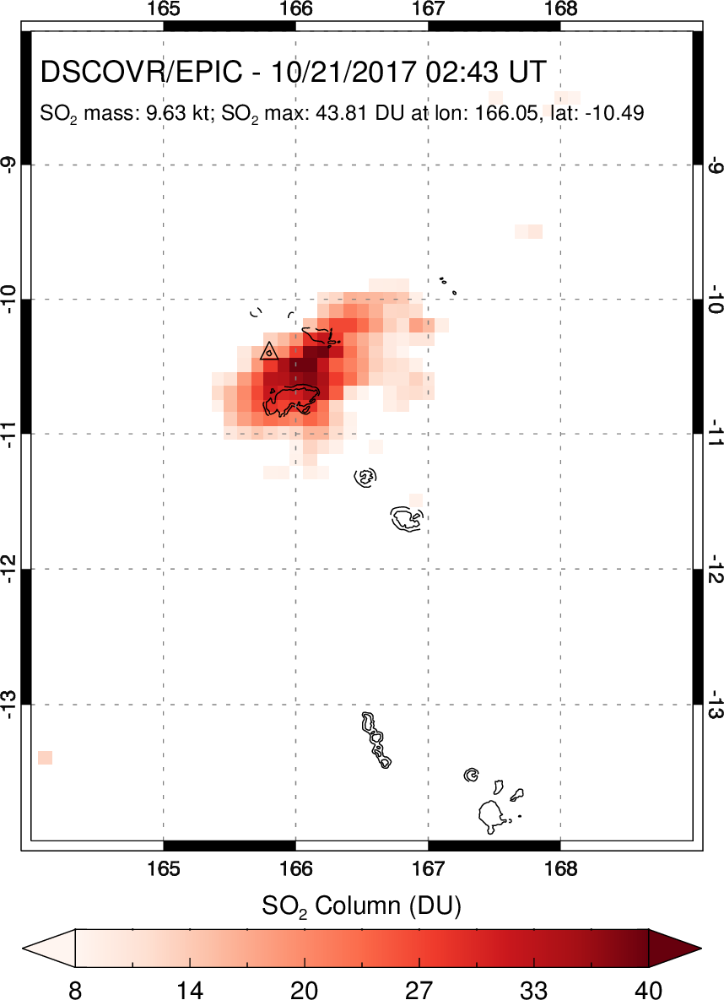 165 166 167 168
DSCOVR/EPIC - 10/21/2017 02:43 UT
SO₂ mass: 9.63 kt; SO₂ max: 43.81 DU at lon: 166.05, lat: -10.49
-9 -9
-10 -10
-11 -11
-12 -12
-13 -13
165 166 167 168
SO₂ Column (DU)
8 14 20 27 33 40